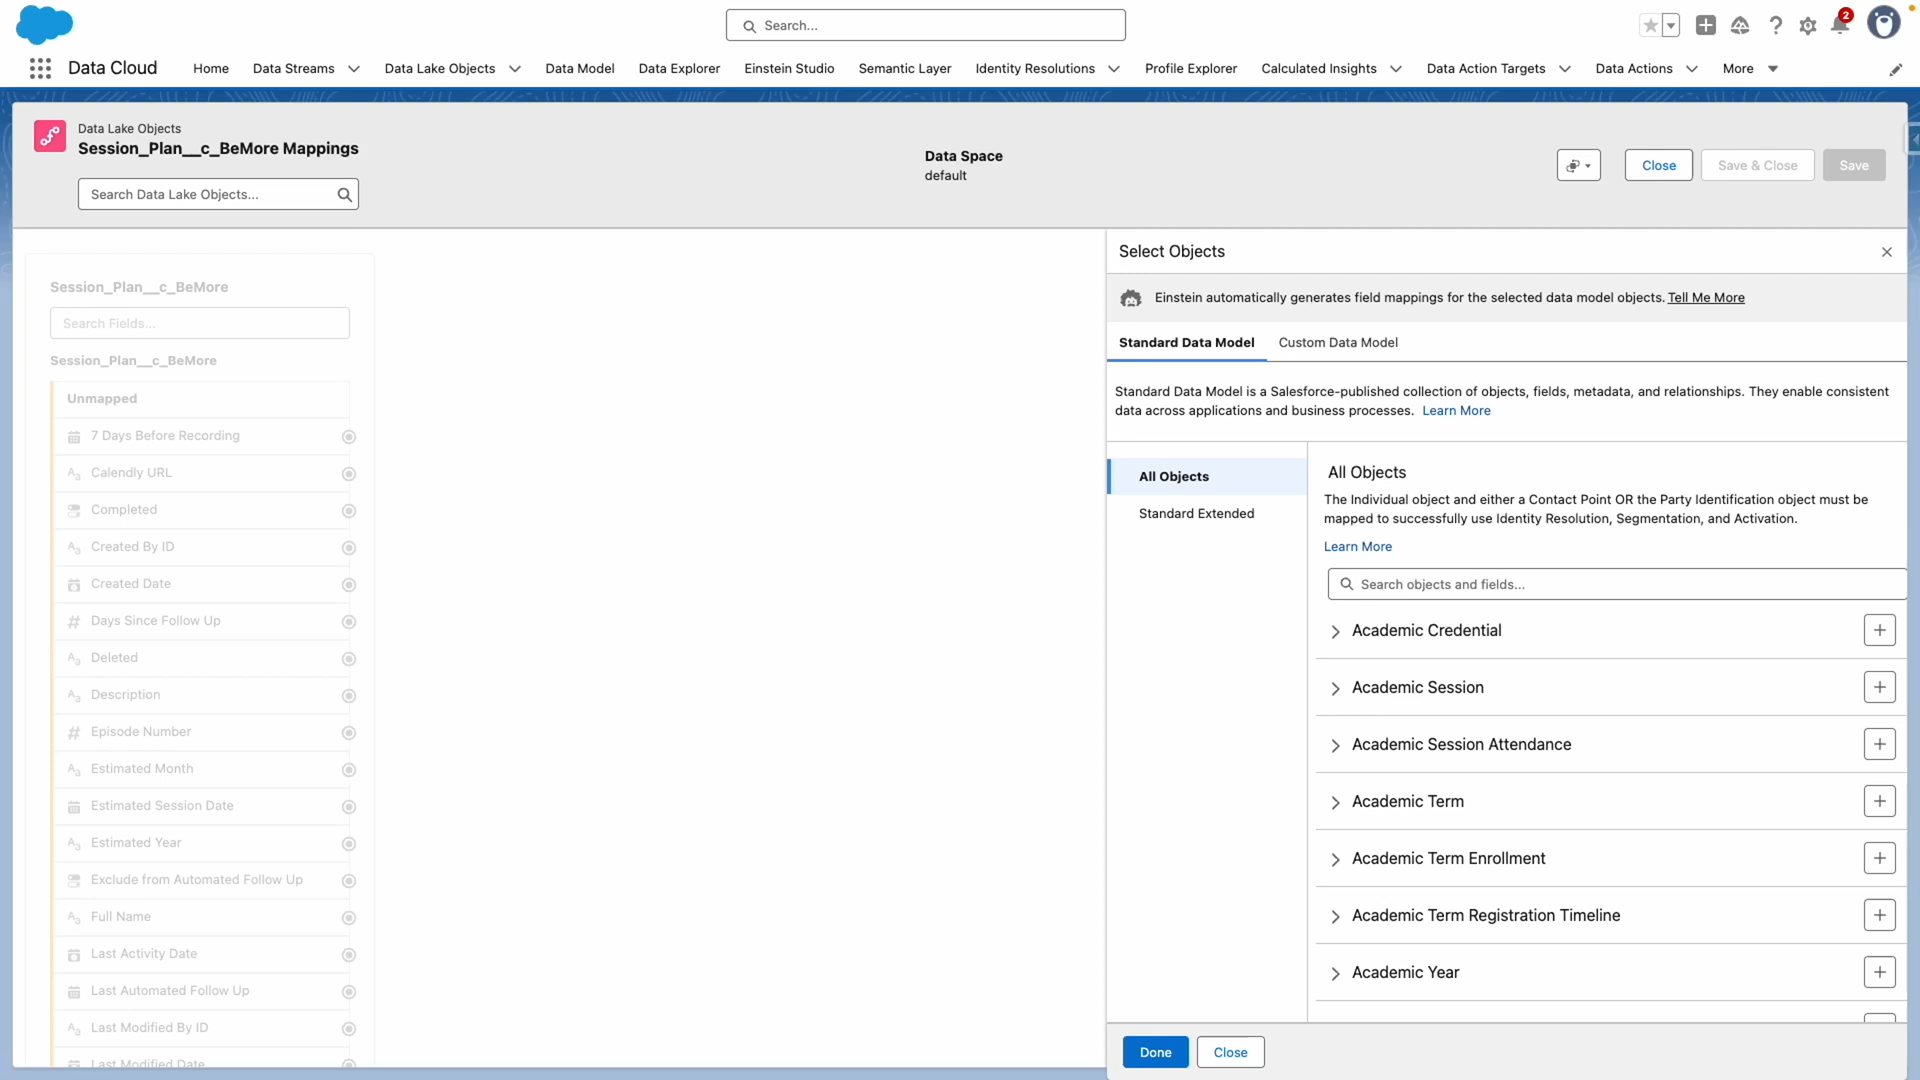 Search...
2
Data Cloud
Home
Data Streams
Data Lake Objects
Data Model
Data Explorer
Einstein Studio
Semantic Layer
Identity Resolutions
Profile Explorer
Calculated Insights
Data Action Targets
Data Actions
More
Data Lake Objects
Session_Plan__c_BeMore Mappings
Search Data Lake Objects...
Data Space
default
Close
Save & Close
Save
Session_Plan__c_BeMore
Search Fields...
Session_Plan__c_BeMore
Unmapped
7 Days Before Recording
Calendly URL
Completed
Created By ID
Created Date
Days Since Follow Up
Deleted
Description
Episode Number
Estimated Month
Estimated Session Date
Estimated Year
Exclude from Automated Follow Up
Full Name
Last Activity Date
Last Automated Follow Up
Last Modified By ID
Last Modified Date
Select Objects
Einstein automatically generates field mappings for the selected data model objects. Tell Me More
Standard Data Model
Custom Data Model
Standard Data Model is a Salesforce-published collection of objects, fields, metadata, and relationships. They enable consistent
data across applications and business processes. Learn More
All Objects
Standard Extended
All Objects
The Individual object and either a Contact Point OR the Party Identification object must be
mapped to successfully use Identity Resolution, Segmentation, and Activation.
Learn More
Search objects and fields...
Academic Credential
Academic Session
Academic Session Attendance
Academic Term
Academic Term Enrollment
Academic Term Registration Timeline
Academic Year
Done
Close